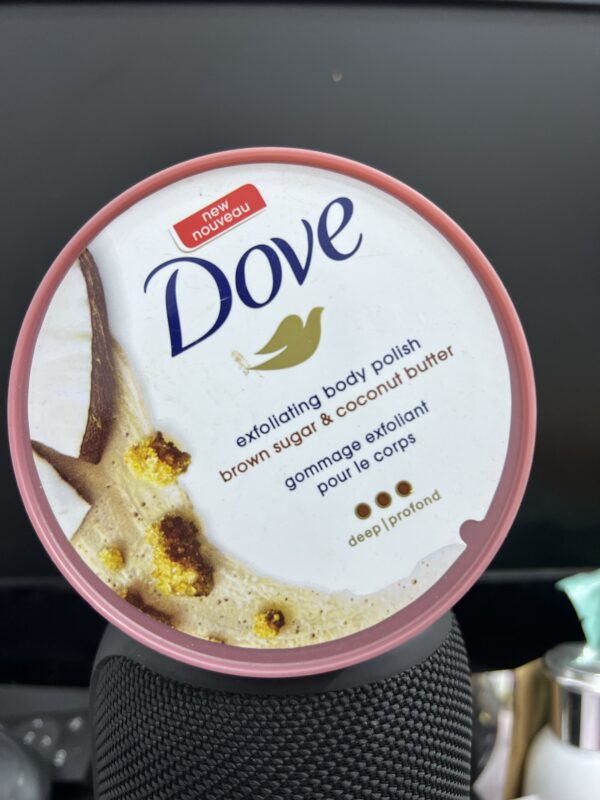 new
nouveau
Dove
exfoliating body polish
brown sugar & coconut butter
gommage exfoliant
pour le corps
deep|profond